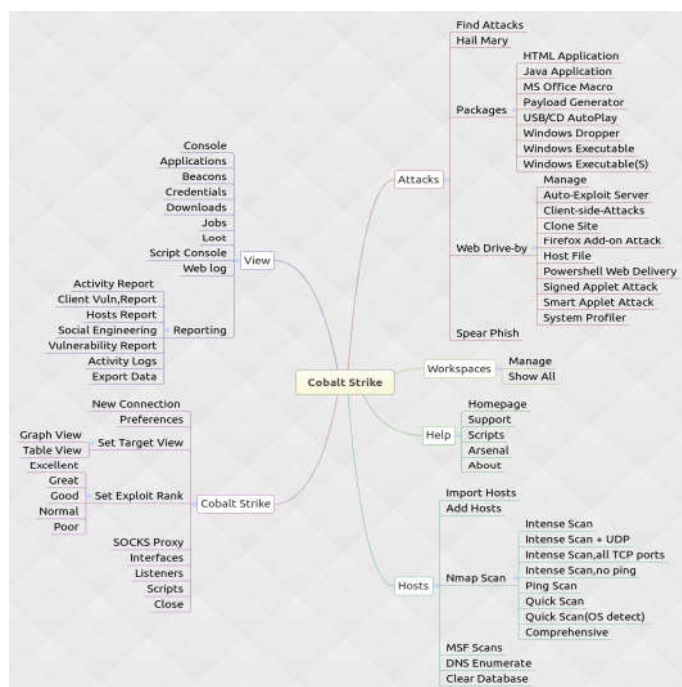 Cobalt Strike
View
Console
Applications
Beacons
Credentials
Downloads
Jobs
Loot
Script Console
Web log
Reporting
Activity Report
Client Vuln,Report
Hosts Report
Social Engineering
Vulnerability Report
Activity Logs
Export Data
Cobalt Strike
New Connection
Preferences
Set Target View
Graph View
Table View
Set Exploit Rank
Excellent
Great
Good
Normal
Poor
SOCKS Proxy
Interfaces
Listeners
Scripts
Close
Attacks
Find Attacks
Hail Mary
Packages
HTML Application
Java Application
MS Office Macro
Payload Generator
USB/CD AutoPlay
Windows Dropper
Windows Executable
Windows Executable(S)
Web Drive-by
Manage
Auto-Exploit Server
Client-side-Attacks
Clone Site
Firefox Add-on Attack
Host File
Powershell Web Delivery
Signed Applet Attack
Smart Applet Attack
System Profiler
Spear Phish
Workspaces
Manage
Show All
Help
Homepage
Support
Scripts
Arsenal
About
Hosts
Import Hosts
Add Hosts
Nmap Scan
Intense Scan
Intense Scan + UDP
Intense Scan,all TCP ports
Intense Scan,no ping
Ping Scan
Quick Scan
Quick Scan(OS detect)
Comprehensive
MSF Scans
DNS Enumerate
Clear Database